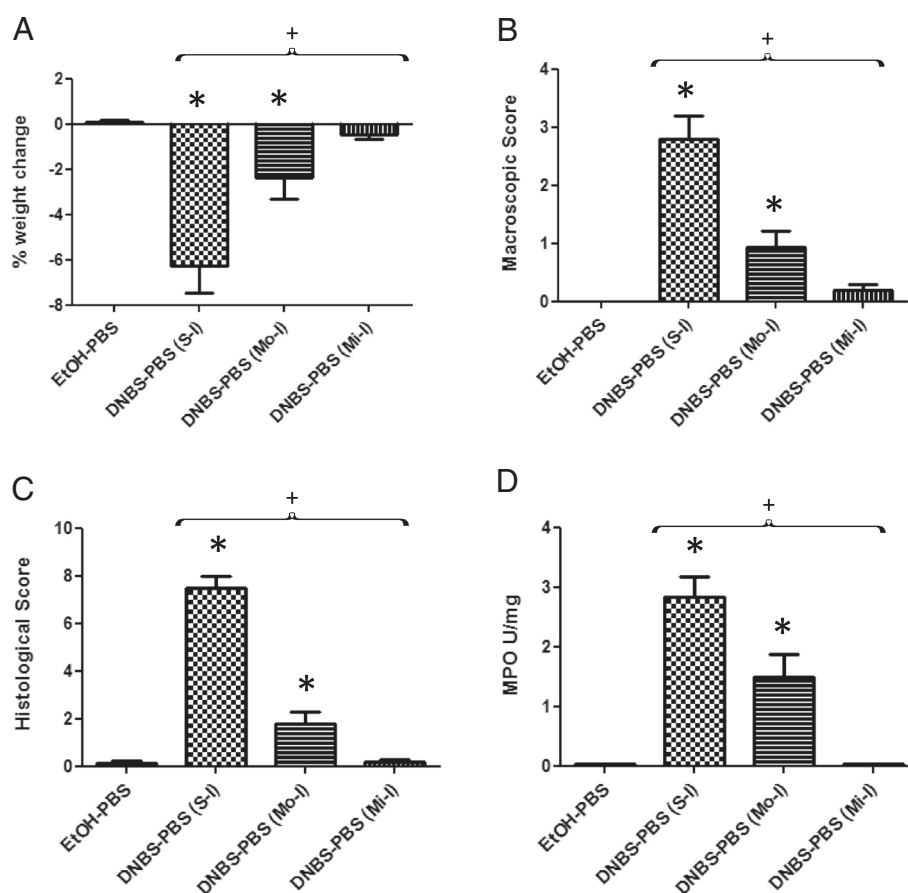 A
+
2
0
-2
-4
-6
-8
% weight change
*
*
EtOH-PBS
DNBS-PBS (S-I)
DNBS-PBS (Mo-I)
DNBS-PBS (Mi-I)
B
+
4
3
2
1
0
Macroscopic Score
*
*
EtOH-PBS
DNBS-PBS (S-I)
DNBS-PBS (Mo-I)
DNBS-PBS (Mi-I)
C
+
10
8
6
4
2
0
Histological Score
*
*
EtOH-PBS
DNBS-PBS (S-I)
DNBS-PBS (Mo-I)
DNBS-PBS (Mi-I)
D
+
4
3
2
1
0
MPO U/mg
*
*
EtOH-PBS
DNBS-PBS (S-I)
DNBS-PBS (Mo-I)
DNBS-PBS (Mi-I)